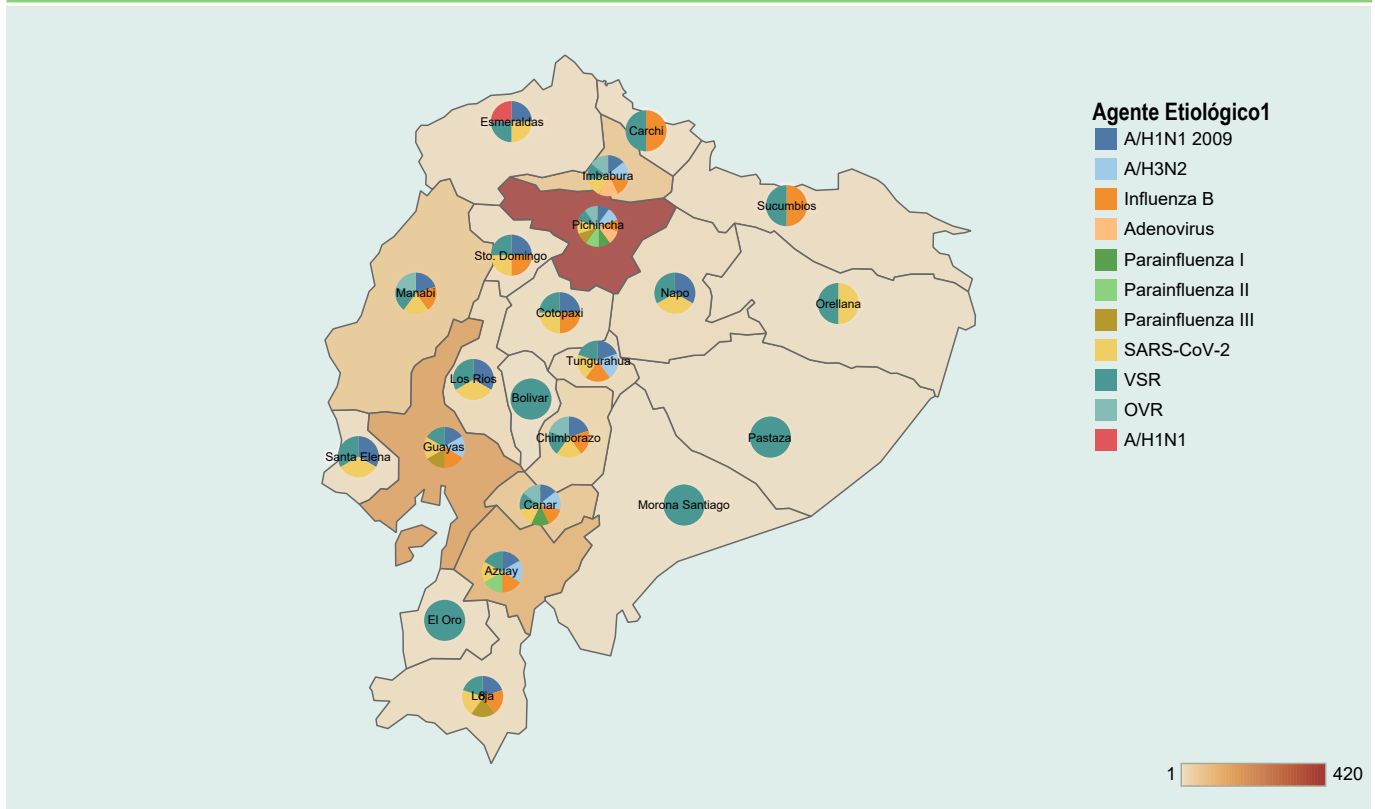 Agente Etiológico1
A/H1N1 2009
A/H3N2
Influenza B
Adenovirus
Parainfluenza I
Parainfluenza II
Parainfluenza III
SARS-CoV-2
VSR
OVR
A/H1N1
Esmeraldas
Carchi
Imbabura
Sucumbios
Pichincha
Sto. Domingo
Manabi
Napo
Orellana
Cotopaxi
Tungurahua
Los Rios
Bolivar
Chimborazo
Pastaza
Guayas
Santa Elena
Canar
Morona Santiago
Azuay
El Oro
Loja
1
420